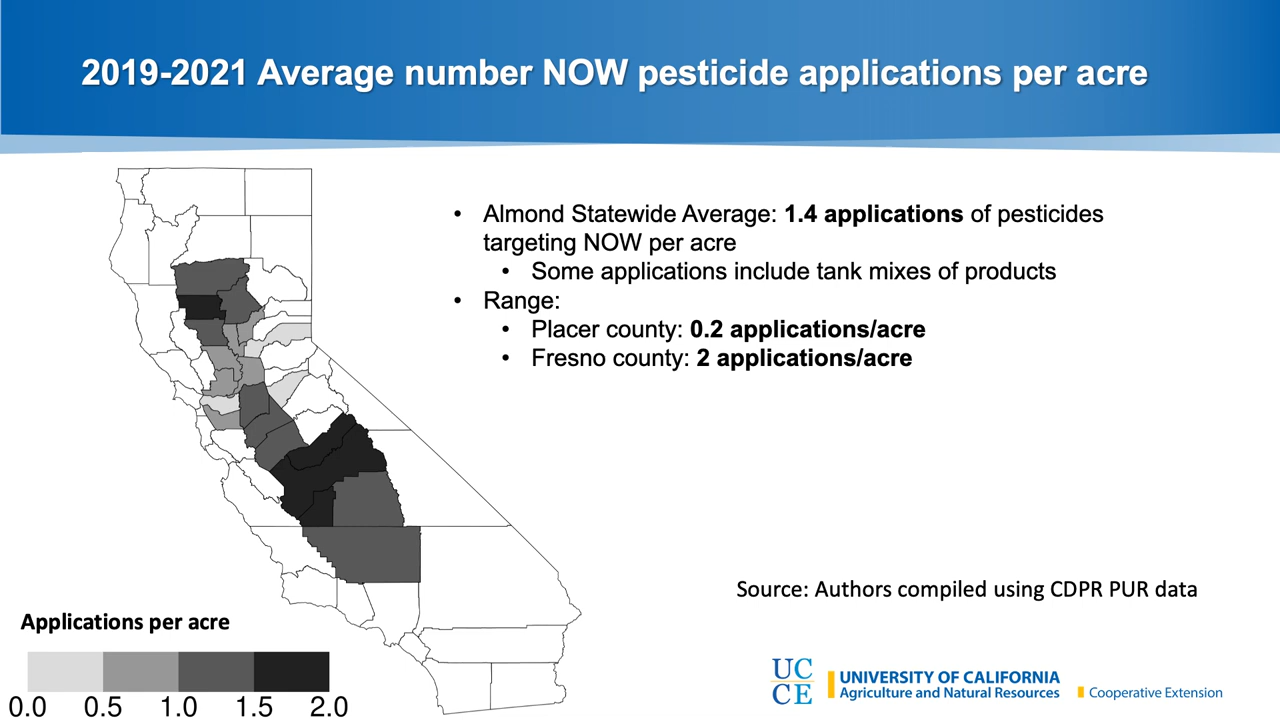 2019-2021 Average number NOW pesticide applications per acre
• Almond Statewide Average: 1.4 applications of pesticides
targeting NOW per acre
• Some applications include tank mixes of products
• Range:
• Placer county: 0.2 applications/acre
• Fresno county: 2 applications/acre
Source: Authors compiled using CDPR PUR data
Applications per acre
0.0 0.5 1.0 1.5 2.0
UC
CE
UNIVERSITY OF CALIFORNIA
Agriculture and Natural Resources
Cooperative Extension